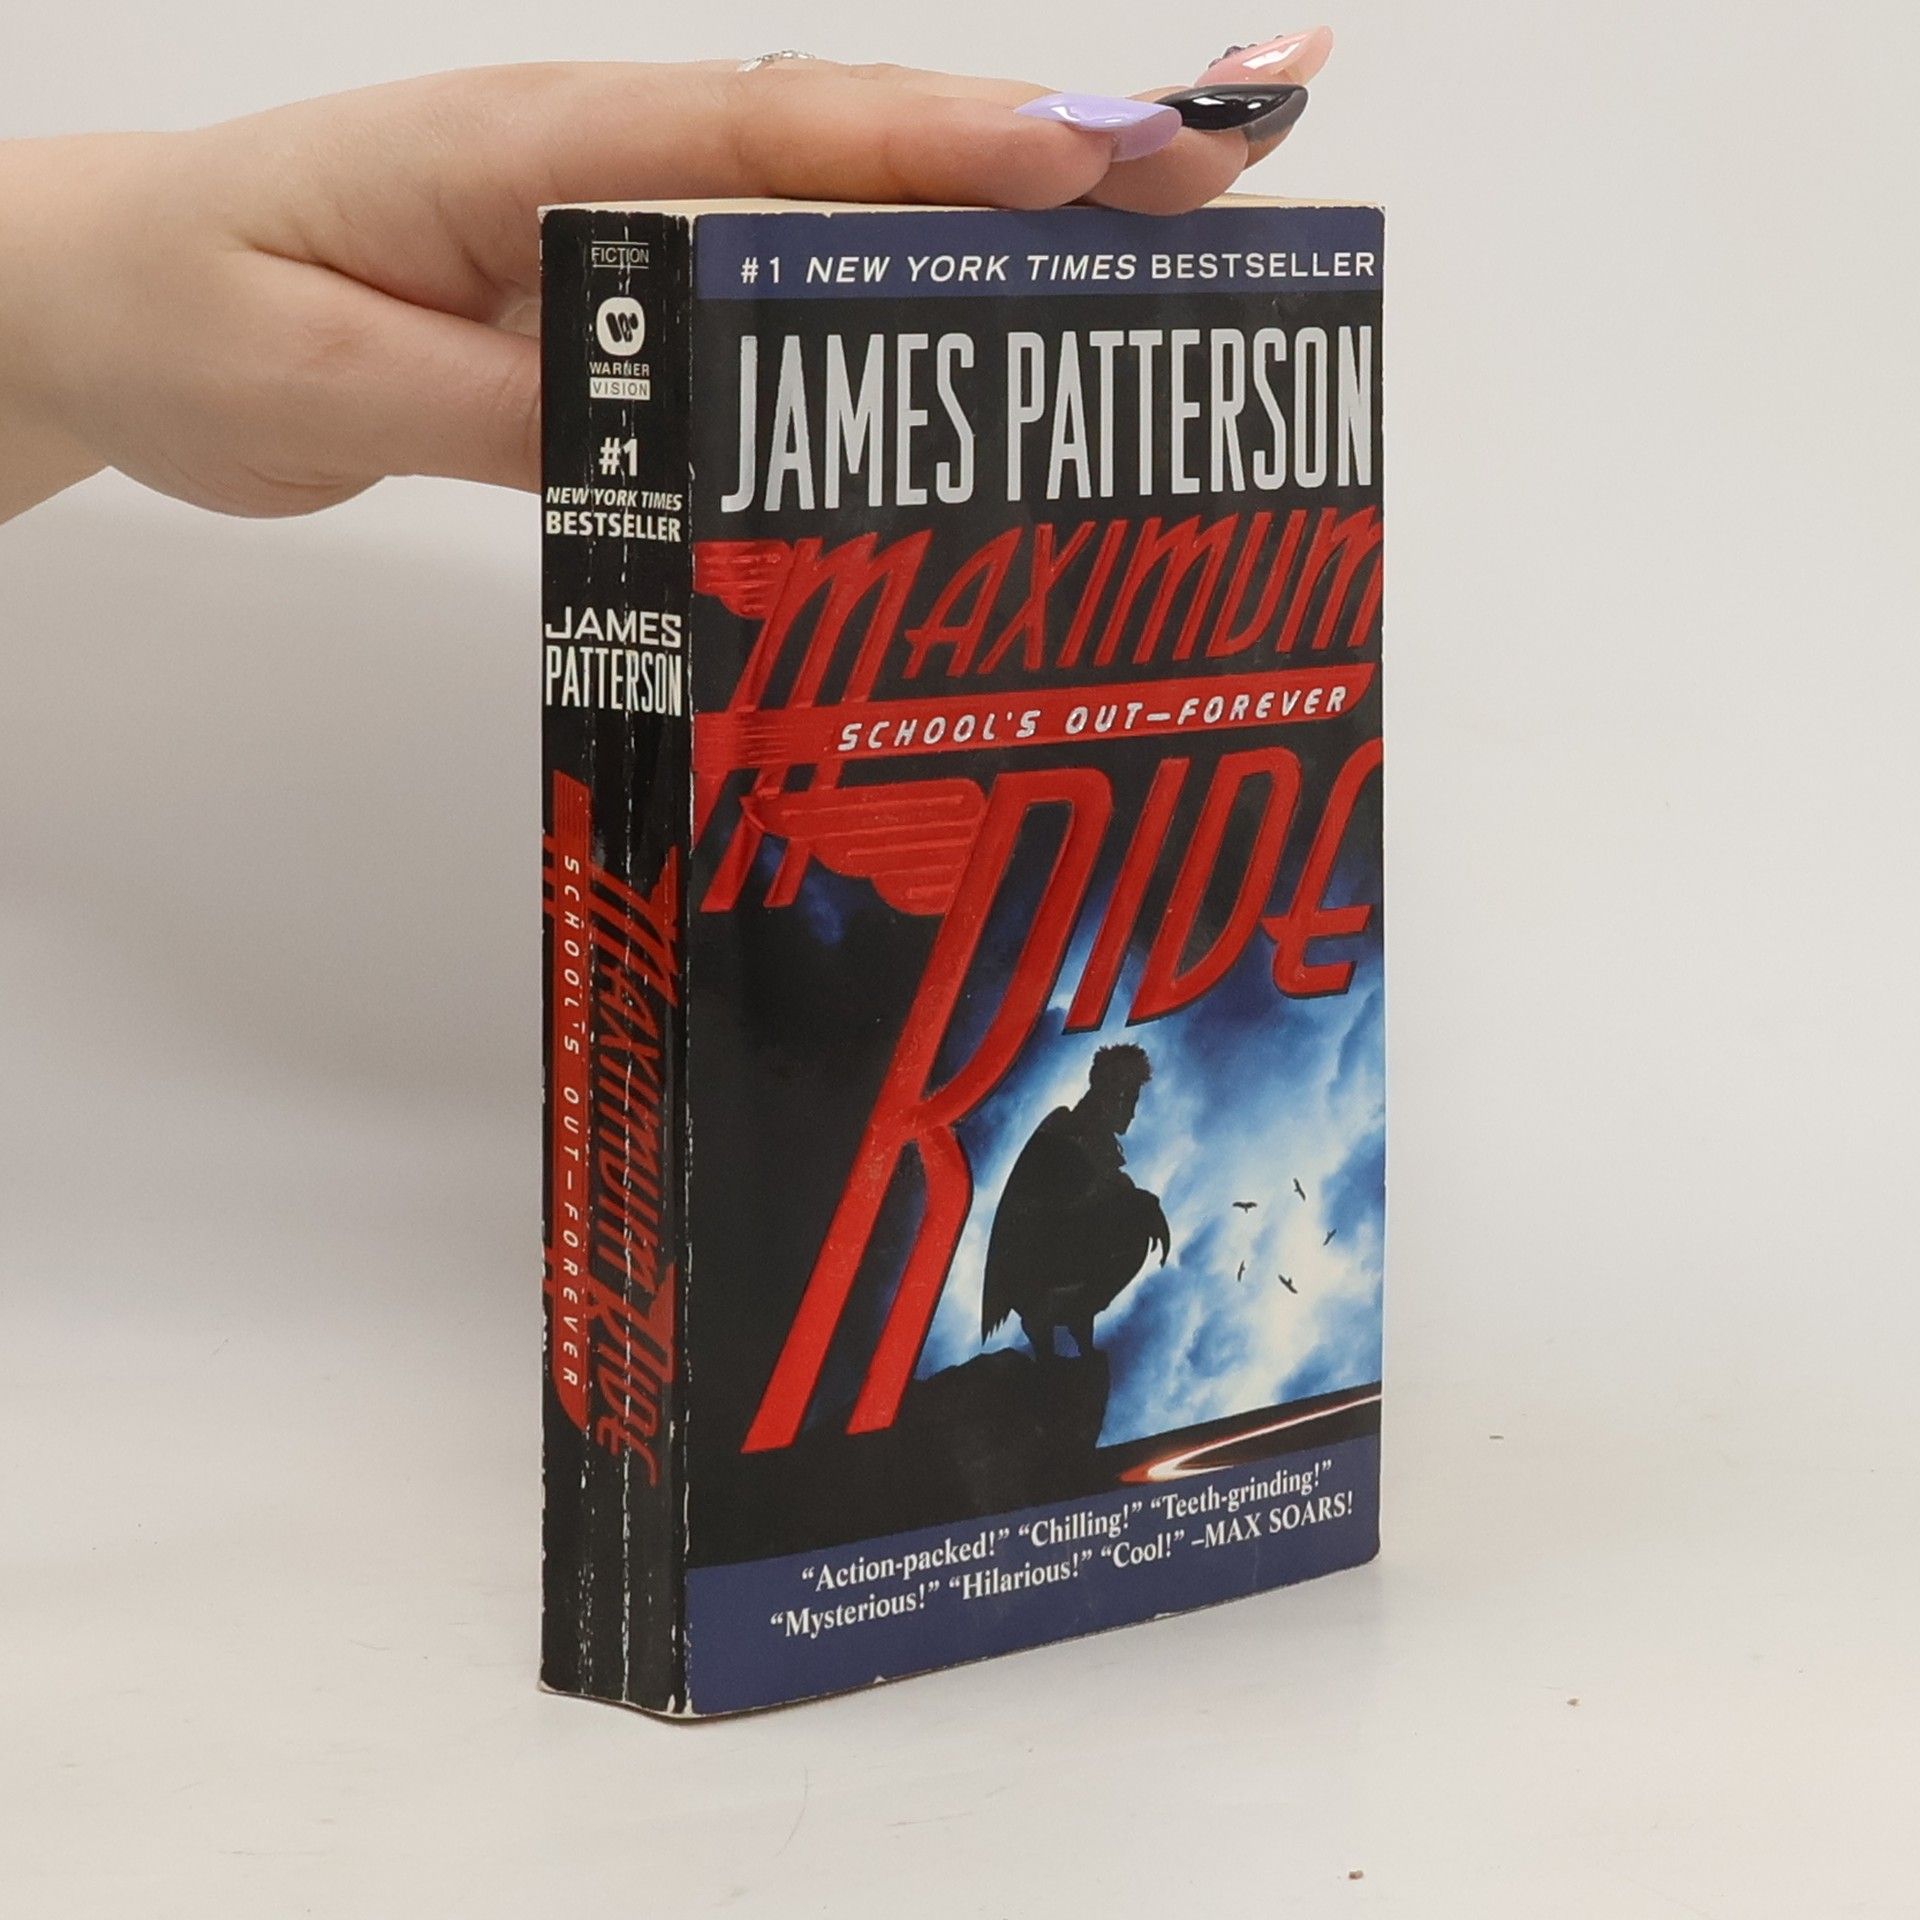 FICTION
WARNER
VISION
#1
NEW YORK TIMES
BESTSELLER
JAMES
PATTERSON
SCHOOL'S OUT—FOREVER
MAXIMUM RIDE
#1 NEW YORK TIMES BESTSELLER
JAMES PATTERSON
MAXIMUM
SCHOOL'S OUT—FOREVER
RIDE
“Action-packed!” “Chilling!” “Teeth-grinding!”
“Mysterious!” “Hilarious!” “Cool!” –MAX SOARS!